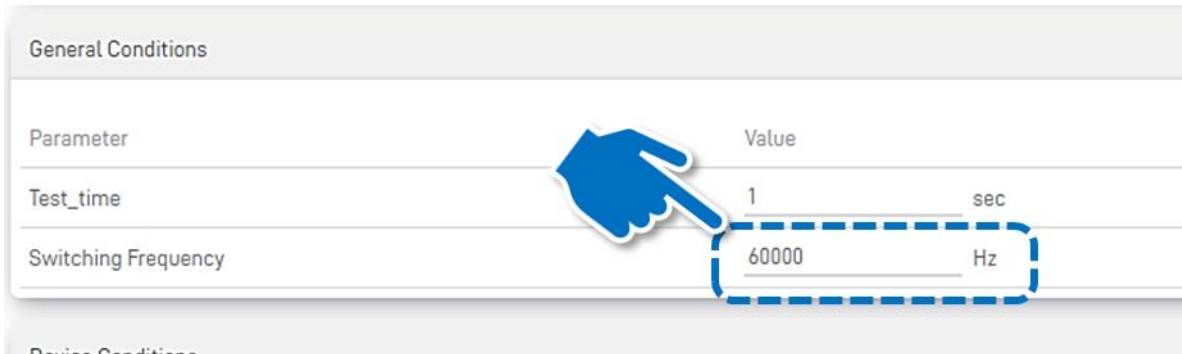 General Conditions
Parameter Value
Test_time 1 sec
Switching Frequency 60000 Hz